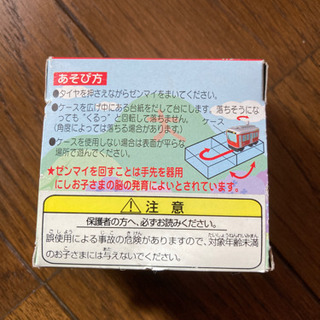 あそび方
●タイヤを押さえながらゼンマイをまいてください。
●ケースを広げ中にある台紙をだして台にします。落ちそうにな
っても"くるっ"と回転して落ちません。
(角度によっては落ちる場合があります。)
ケース
●ケースを使用しない場合は表面が平らな
場所で遊んでください。
★ゼンマイを回すことは手先を器用
にしお子さまの脳の発育によいとされています。
注意
保護者の方へ、必ずお読みください。
誤使用による事故の危険がありますので、対象年齢未満
のお子さまには与えないでください。